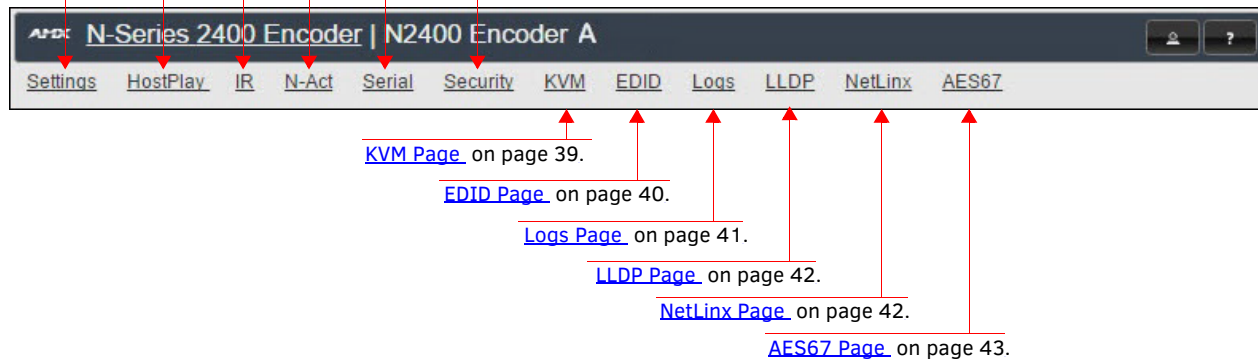 AMX N-Series 2400 Encoder | N2400 Encoder A
?
Settings HostPlay IR N-Act Serial Security KVM EDID Logs LLDP NetLinx AES67
KVM Page on page 39.
EDID Page on page 40.
Logs Page on page 41.
LLDP Page on page 42.
NetLinx Page on page 42.
AES67 Page on page 43.